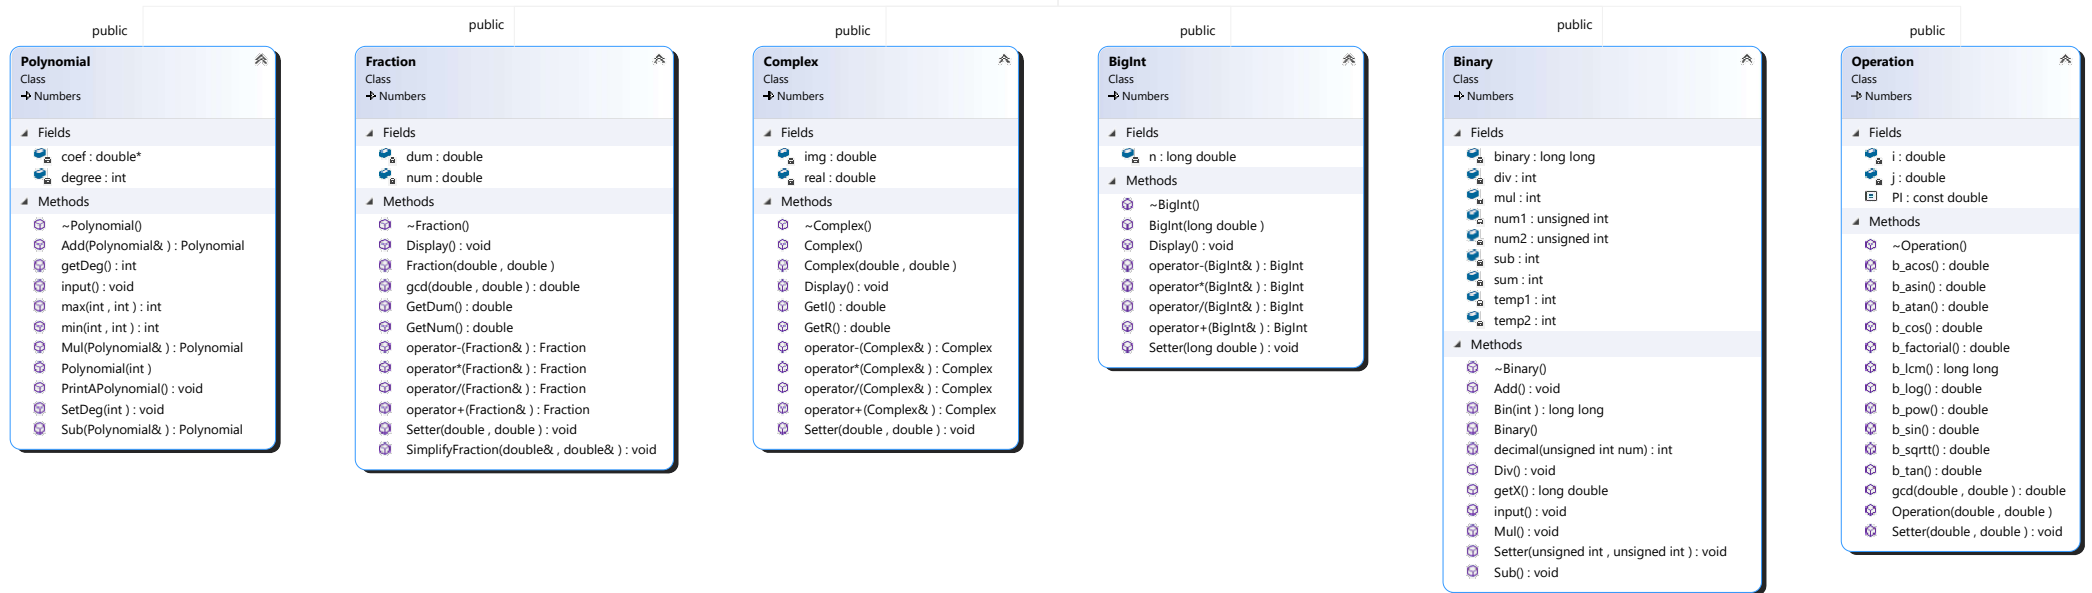 public
Polynomial
Class
Numbers
Fields
coef : double*
degree : int
Methods
~Polynomial()
Add(Polynomial& ) : Polynomial
getDeg() : int
input() : void
max(int , int ) : int
min(int , int ) : int
Mul(Polynomial& ) : Polynomial
Polynomial(int )
PrintAPolynomial() : void
SetDeg(int ) : void
Sub(Polynomial& ) : Polynomial
public
Fraction
Class
Numbers
Fields
dum : double
num : double
Methods
~Fraction()
Display() : void
Fraction(double , double )
gcd(double , double ) : double
GetDum() : double
GetNum() : double
operator-(Fraction& ) : Fraction
operator*(Fraction& ) : Fraction
operator/(Fraction& ) : Fraction
operator+(Fraction& ) : Fraction
Setter(double , double ) : void
SimplifyFraction(double& , double& ) : void
public
Complex
Class
Numbers
Fields
img : double
real : double
Methods
~Complex()
Complex()
Complex(double , double )
Display() : void
GetI() : double
GetR() : double
operator-(Complex& ) : Complex
operator*(Complex& ) : Complex
operator/(Complex& ) : Complex
operator+(Complex& ) : Complex
Setter(double , double ) : void
public
BigInt
Class
Numbers
Fields
n : long double
Methods
~BigInt()
BigInt(long double )
Display() : void
operator-(BigInt& ) : BigInt
operator*(BigInt& ) : BigInt
operator/(BigInt& ) : BigInt
operator+(BigInt& ) : BigInt
Setter(long double ) : void
public
Binary
Class
Numbers
Fields
binary : long long
div : int
mul : int
num1 : unsigned int
num2 : unsigned int
sub : int
sum : int
temp1 : int
temp2 : int
Methods
~Binary()
Add() : void
Bin(int ) : long long
Binary()
decimal(unsigned int num) : int
Div() : void
getX() : long double
input() : void
Mul() : void
Setter(unsigned int , unsigned int ) : void
Sub() : void
public
Operation
Class
Numbers
Fields
i : double
j : double
PI : const double
Methods
~Operation()
b_acos() : double
b_asin() : double
b_atan() : double
b_cos() : double
b_factorial() : double
b_lcm() : long long
b_log() : double
b_pow() : double
b_sin() : double
b_sqrtt() : double
b_tan() : double
gcd(double , double ) : double
Operation(double , double )
Setter(double , double ) : void